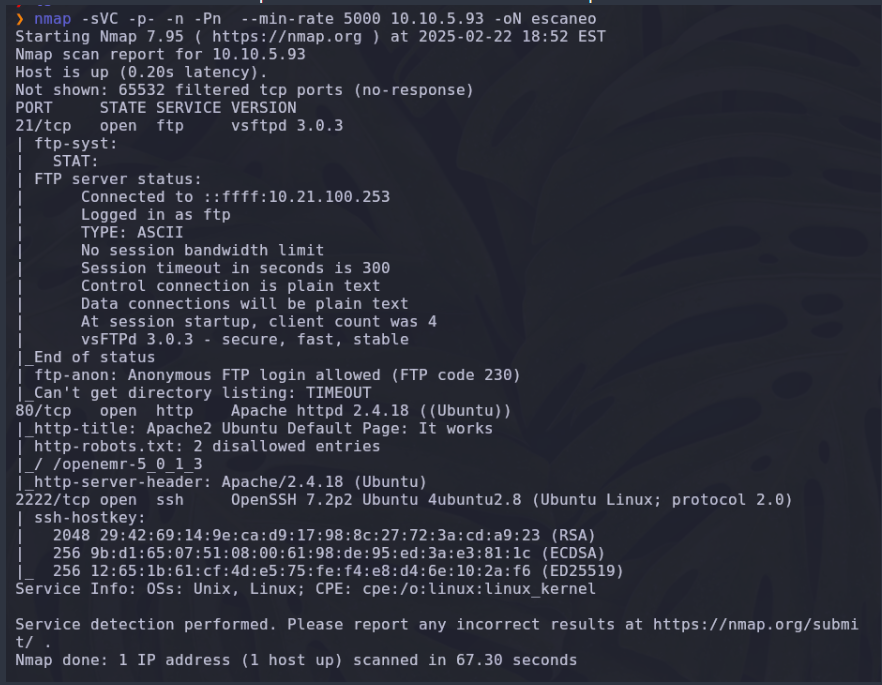 ❯ nmap -sVC -p- -n -Pn  --min-rate 5000 10.10.5.93 -oN escaneo
Starting Nmap 7.95 ( https://nmap.org ) at 2025-02-22 18:52 EST
Nmap scan report for 10.10.5.93
Host is up (0.20s latency).
Not shown: 65532 filtered tcp ports (no-response)
PORT     STATE SERVICE VERSION
21/tcp   open  ftp     vsftpd 3.0.3
| ftp-syst:
|   STAT:
| FTP server status:
|      Connected to ::ffff:10.21.100.253
|      Logged in as ftp
|      TYPE: ASCII
|      No session bandwidth limit
|      Session timeout in seconds is 300
|      Control connection is plain text
|      Data connections will be plain text
|      At session startup, client count was 4
|      vsFTPd 3.0.3 - secure, fast, stable
|_End of status
| ftp-anon: Anonymous FTP login allowed (FTP code 230)
|_Can't get directory listing: TIMEOUT
80/tcp   open  http    Apache httpd 2.4.18 ((Ubuntu))
|_http-title: Apache2 Ubuntu Default Page: It works
| http-robots.txt: 2 disallowed entries
|_/ /openemr-5_0_1_3
|_http-server-header: Apache/2.4.18 (Ubuntu)
2222/tcp open  ssh     OpenSSH 7.2p2 Ubuntu 4ubuntu2.8 (Ubuntu Linux; protocol 2.0)
| ssh-hostkey:
|   2048 29:42:69:14:9e:ca:d9:17:98:8c:27:72:3a:cd:a9:23 (RSA)
|   256 9b:d1:65:07:51:08:00:61:98:de:95:ed:3a:e3:81:1c (ECDSA)
|_  256 12:65:1b:61:cf:4d:e5:75:fe:f4:e8:d4:6e:10:2a:f6 (ED25519)
Service Info: OSs: Unix, Linux; CPE: cpe:/o:linux:linux_kernel

Service detection performed. Please report any incorrect results at https://nmap.org/submi
t/ .
Nmap done: 1 IP address (1 host up) scanned in 67.30 seconds